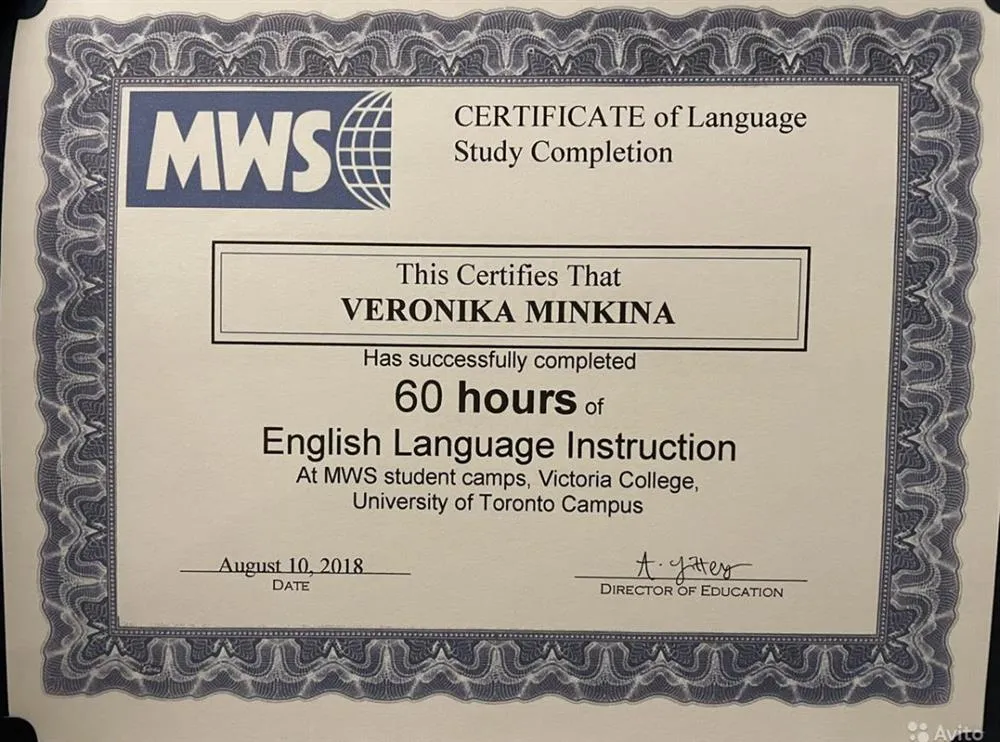 MWS
CERTIFICATE of Language
Study Completion
This Certifies That
VERONIKA MINKINA
Has successfully completed
60 hours of
English Language Instruction
At MWS student camps, Victoria College,
University of Toronto Campus
August 10, 2018
DATE
DIRECTOR OF EDUCATION
Avito